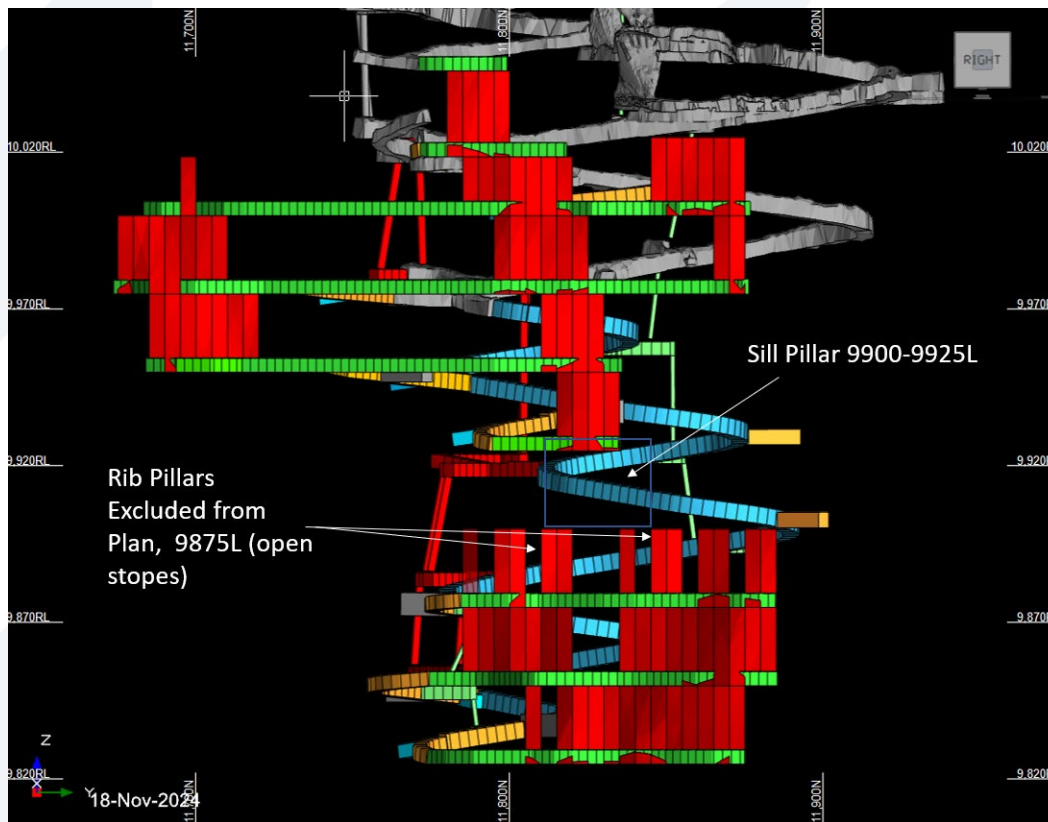 11,700N
11,800N
11,900N
RIGHT
10,020RL
10,020RL
9,970RL
9,970RL
Sill Pillar 9900-9925L
9,920RL
9,920RL
Rib Pillars
Excluded from
Plan, 9875L (open
stopes)
9,870RL
9,870RL
Z
X
Y
18-Nov-2024
9,820RL
11,800N
11,900N
9,820RL